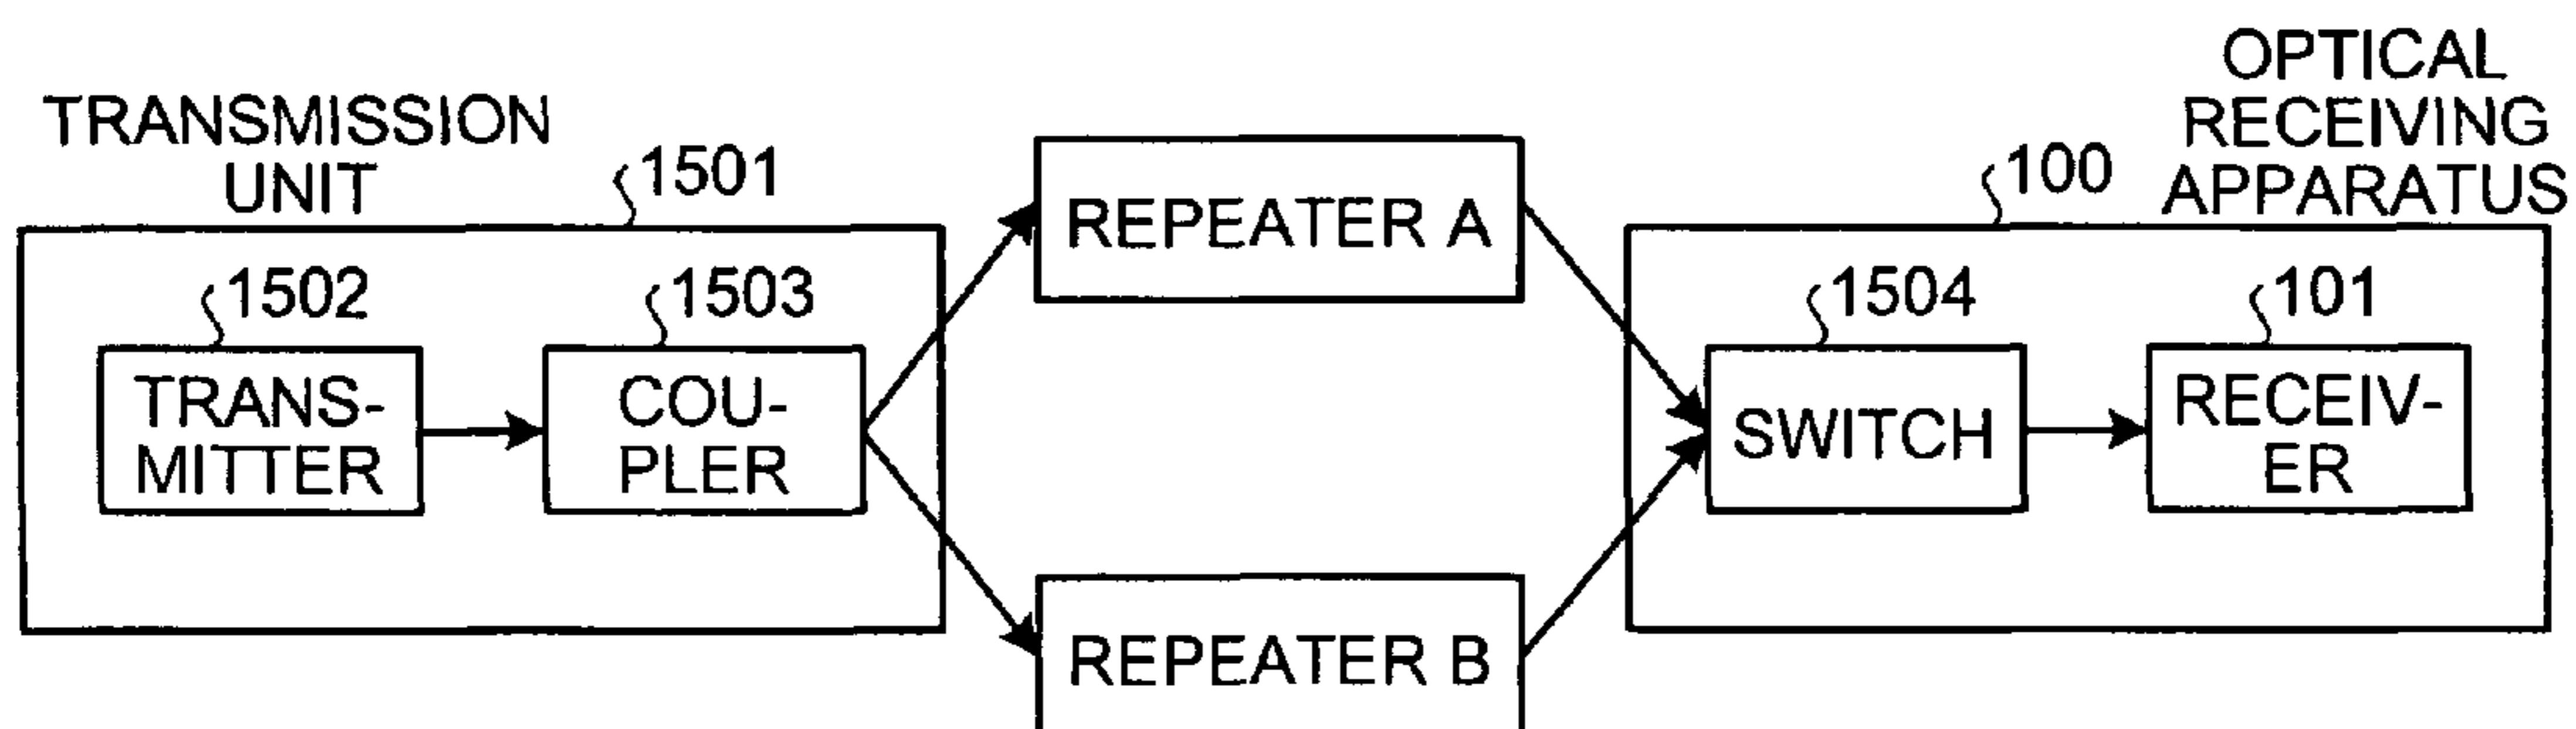 TRANSMISSION
UNIT
1501
1502
TRANS-
MITTER
1503
COU-
PLER
REPEATER A
REPEATER B
OPTICAL
RECEIVING
APPARATUS
100
1504
SWITCH
101
RECEIV-
ER